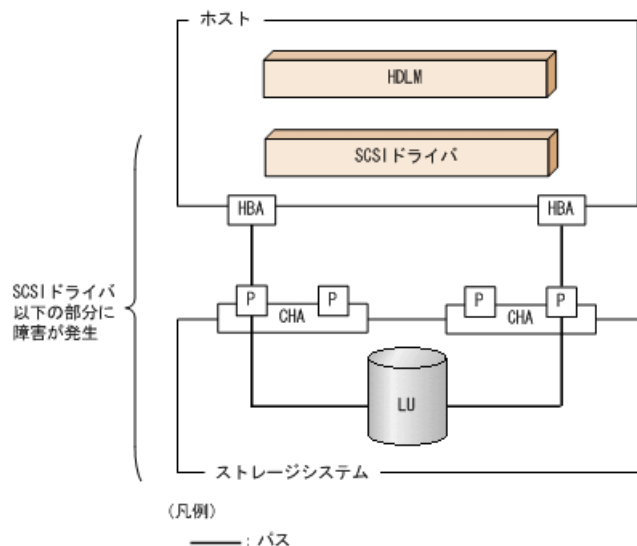 ホスト
HDLM
SCSIドライバ
HBA
HBA
SCSIドライバ
以下の部分に
障害が発生
P
P
P
P
CHA
CHA
LU
ストレージシステム
(凡例)
: パス